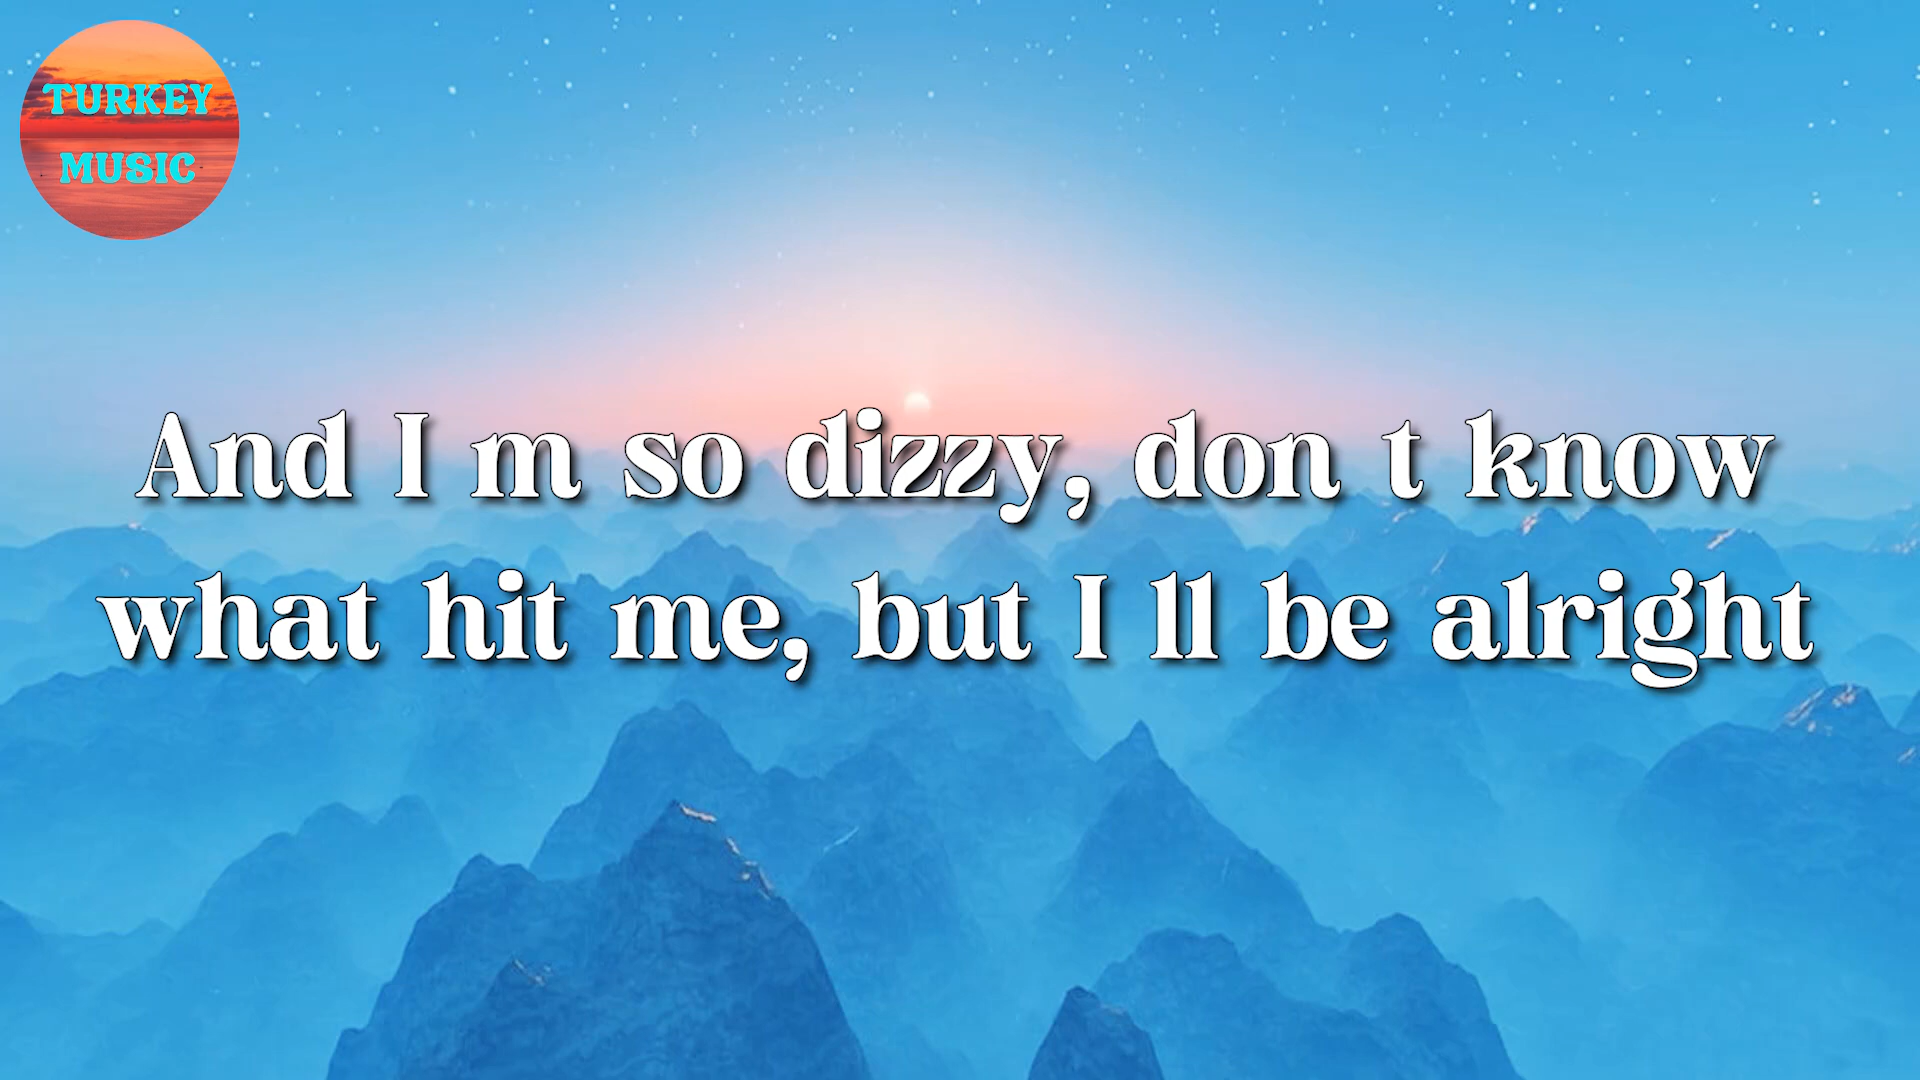 TURKEY
MUSIC
And I m so dizzy, don t know
what hit me, but I ll be alright